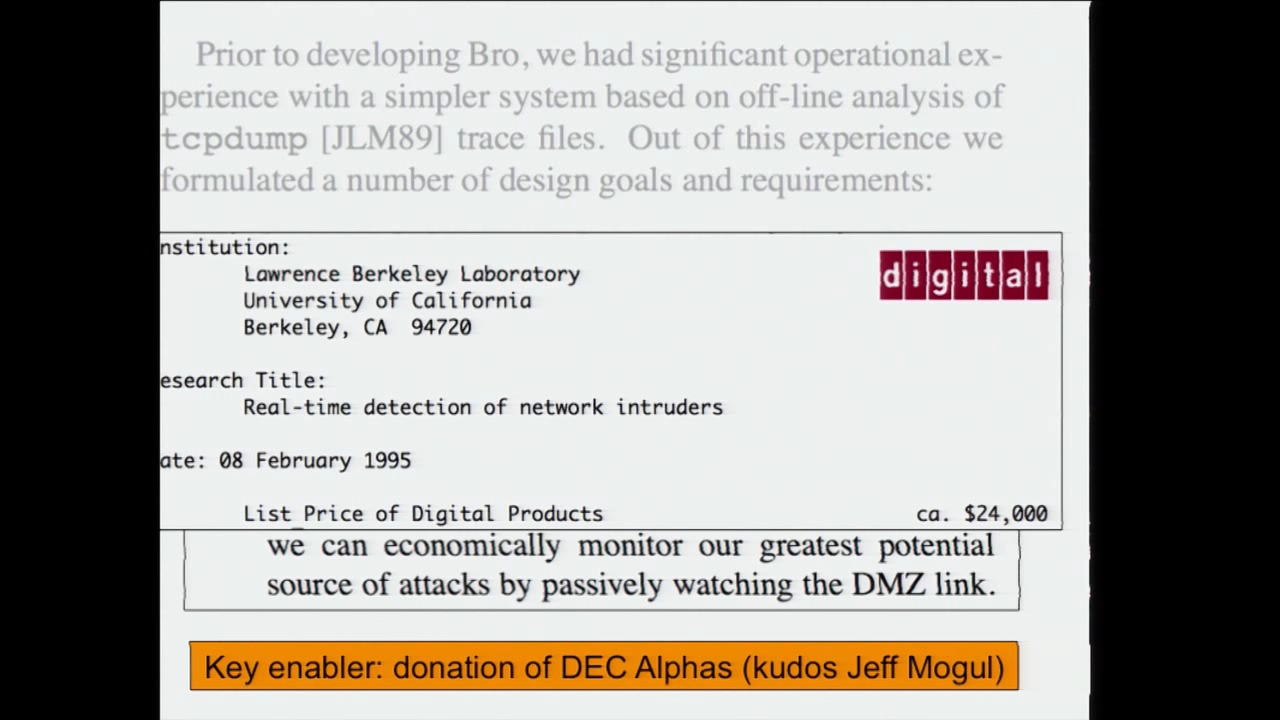 Prior to developing Bro, we had significant operational ex-
perience with a simpler system based on off-line analysis of
tcpdump [JLM89] trace files. Out of this experience we
formulated a number of design goals and requirements:
nstitution:
digital
Lawrence Berkeley Laboratory
University of California
Berkeley, CA 94720
esearch Title:
Real-time detection of network intruders
ate: 08 February 1995
List Price of Digital Products ca. $24,000
we can economically monitor our greatest potential
source of attacks by passively watching the DMZ link.
Key enabler: donation of DEC Alphas (kudos Jeff Mogul)